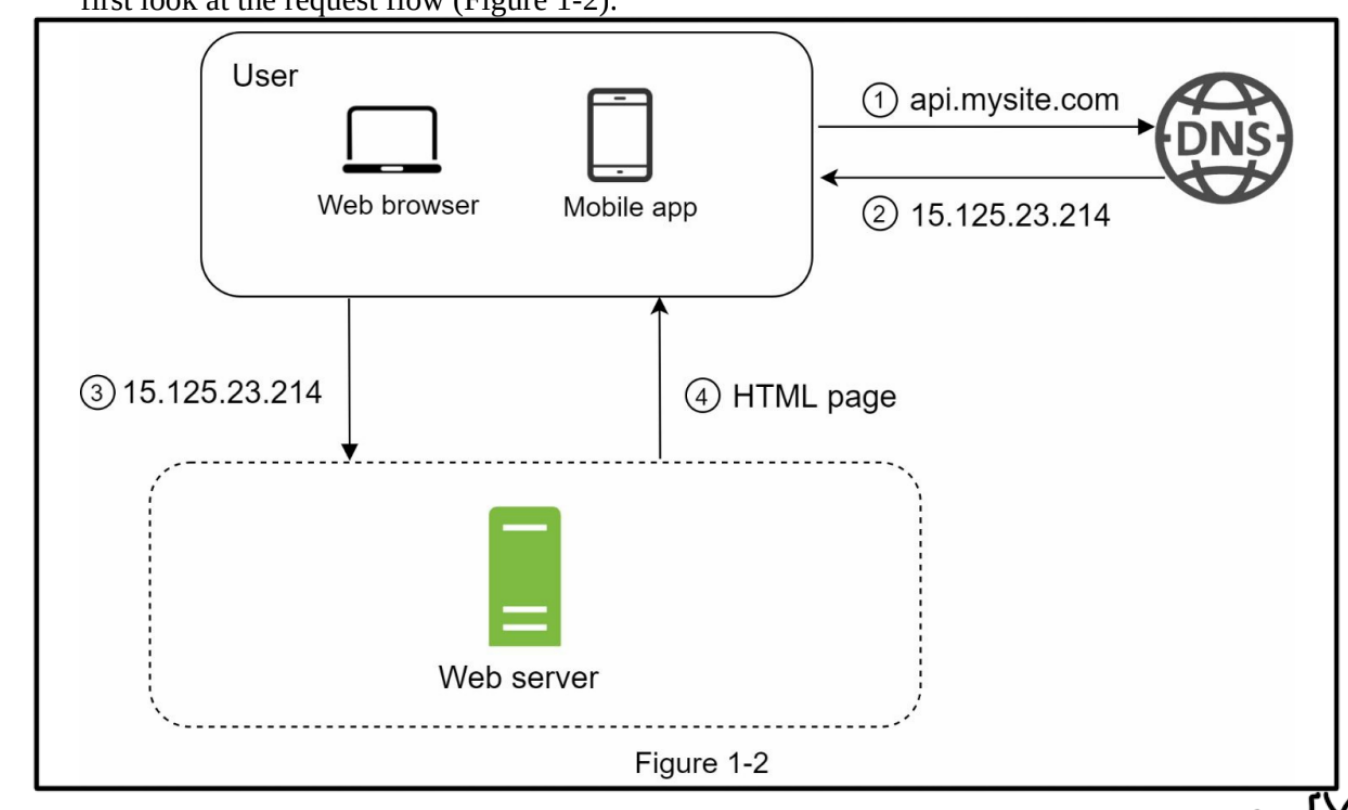 first look at the request flow (Figure 1-2).
User
Web browser
Mobile app
① api.mysite.com
DNS
② 15.125.23.214
③ 15.125.23.214
④ HTML page
Web server
Figure 1-2